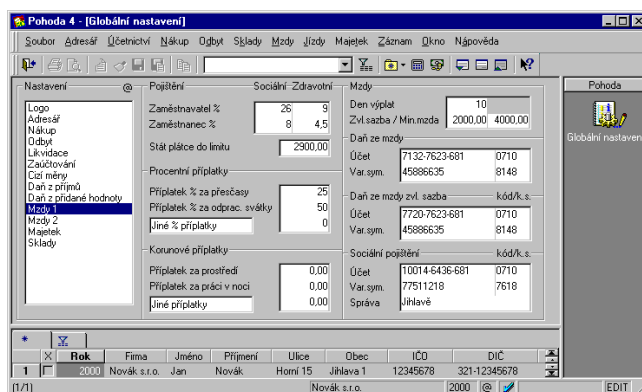 Pohoda 4 - [Globální nastavení]
Soubor Adresář Účetnictví Nákup Odbyt Sklady Mzdy Jízdy Majetek Záznam Okno Nápověda
Nastavení @
Logo
Adresář
Nákup
Odbyt
Likvidace
Zaúčtování
Cizí měny
Daň z příjmů
Daň z přidané hodnoty
Mzdy 1
Mzdy 2
Majetek
Sklady
Pojištění Sociální Zdravotní
Zaměstnavatel % 26 9
Zaměstnanec % 8 4,5
Stát plátce do limitu 2900,00
Procentní příplatky
Příplatek % za přesčasy 25
Příplatek % za odprac. svátky 50
Jiné % příplatky 0
Korunové příplatky
Příplatek za prostředí 0,00
Příplatek za práci v noci 0,00
Jiné příplatky 0,00
Mzdy
Den výplat 10
Zvl.sazba / Min.mzda 2000,00 4000,00
Daň ze mzdy
Účet 7132-7623-681 0710
Var.sym. 45886635 8148
Daň ze mzdy zvl. sazba kód/k.s.
Účet 7720-7623-681 0710
Var.sym. 45886635 8148
Sociální pojištění kód/k.s.
Účet 10014-6436-681 0710
Var.sym. 77511218 7618
Správa Jihlavě
Pohoda
Globální nastavení
* X Rok Firma Jméno Příjmení Ulice Obec IČO DIČ
1 2000 Novák s.r.o. Jan Novák Horní 15 Jihlava 1 12345678 321-12345678
[1/1] Novák s.r.o. 2000 @ EDIT